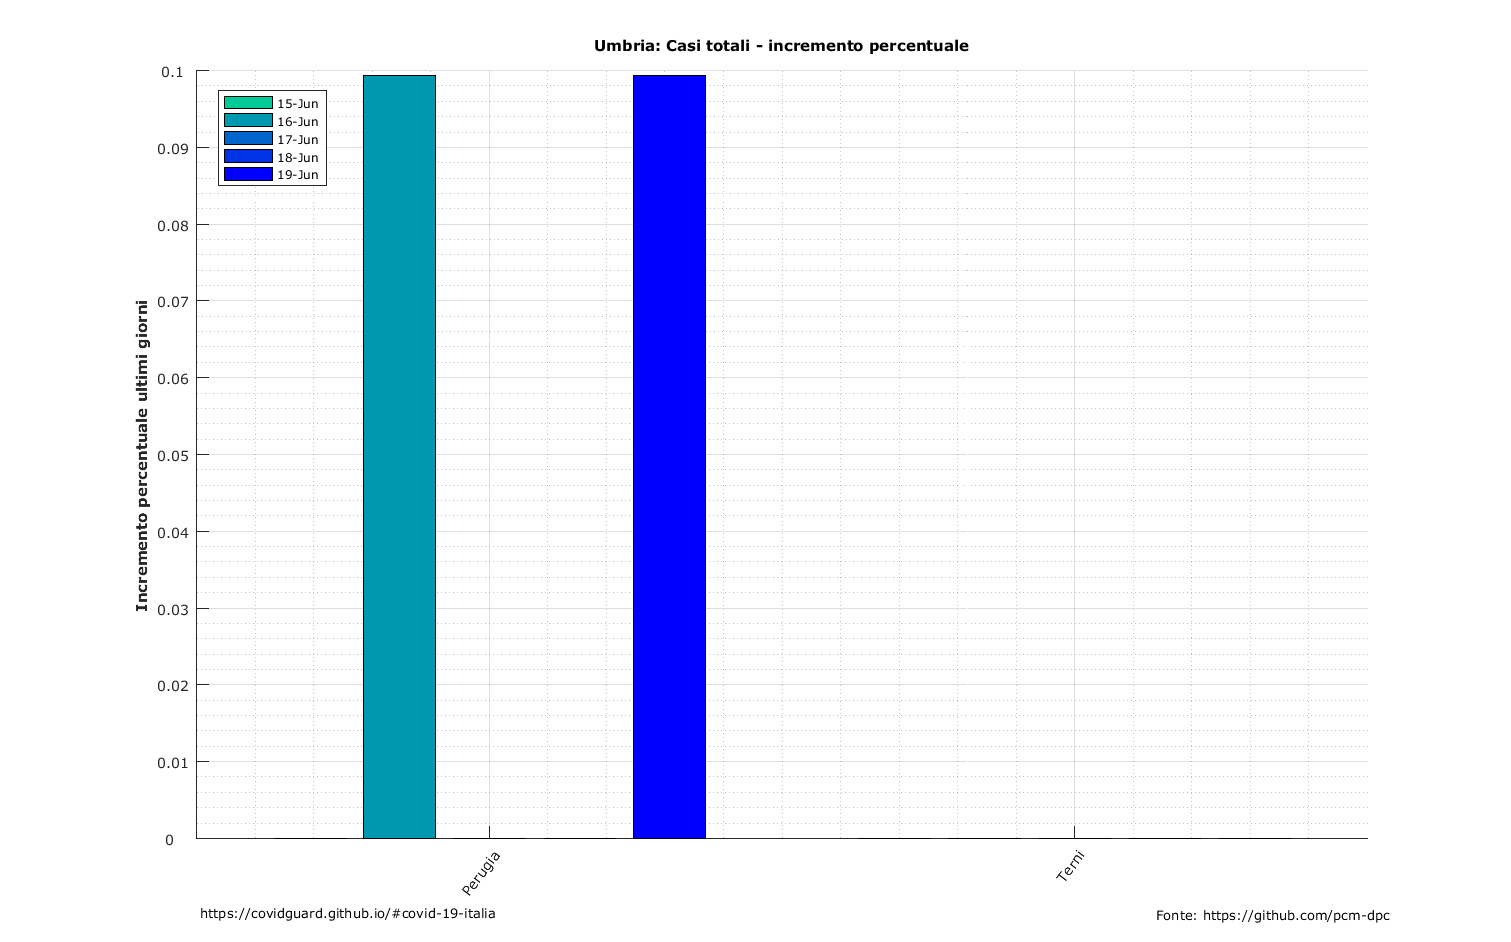 Umbria: Casi totali - incremento percentuale
0.1
0.09
0.08
0.07
0.06
0.05
0.04
0.03
0.02
0.01
0
15-Jun
16-Jun
17-Jun
18-Jun
19-Jun
Incremento percentuale ultimi giorni
Perugia
Terni
https://covidguard.github.io/#covid-19-italia
Fonte: https://github.com/pcm-dpc